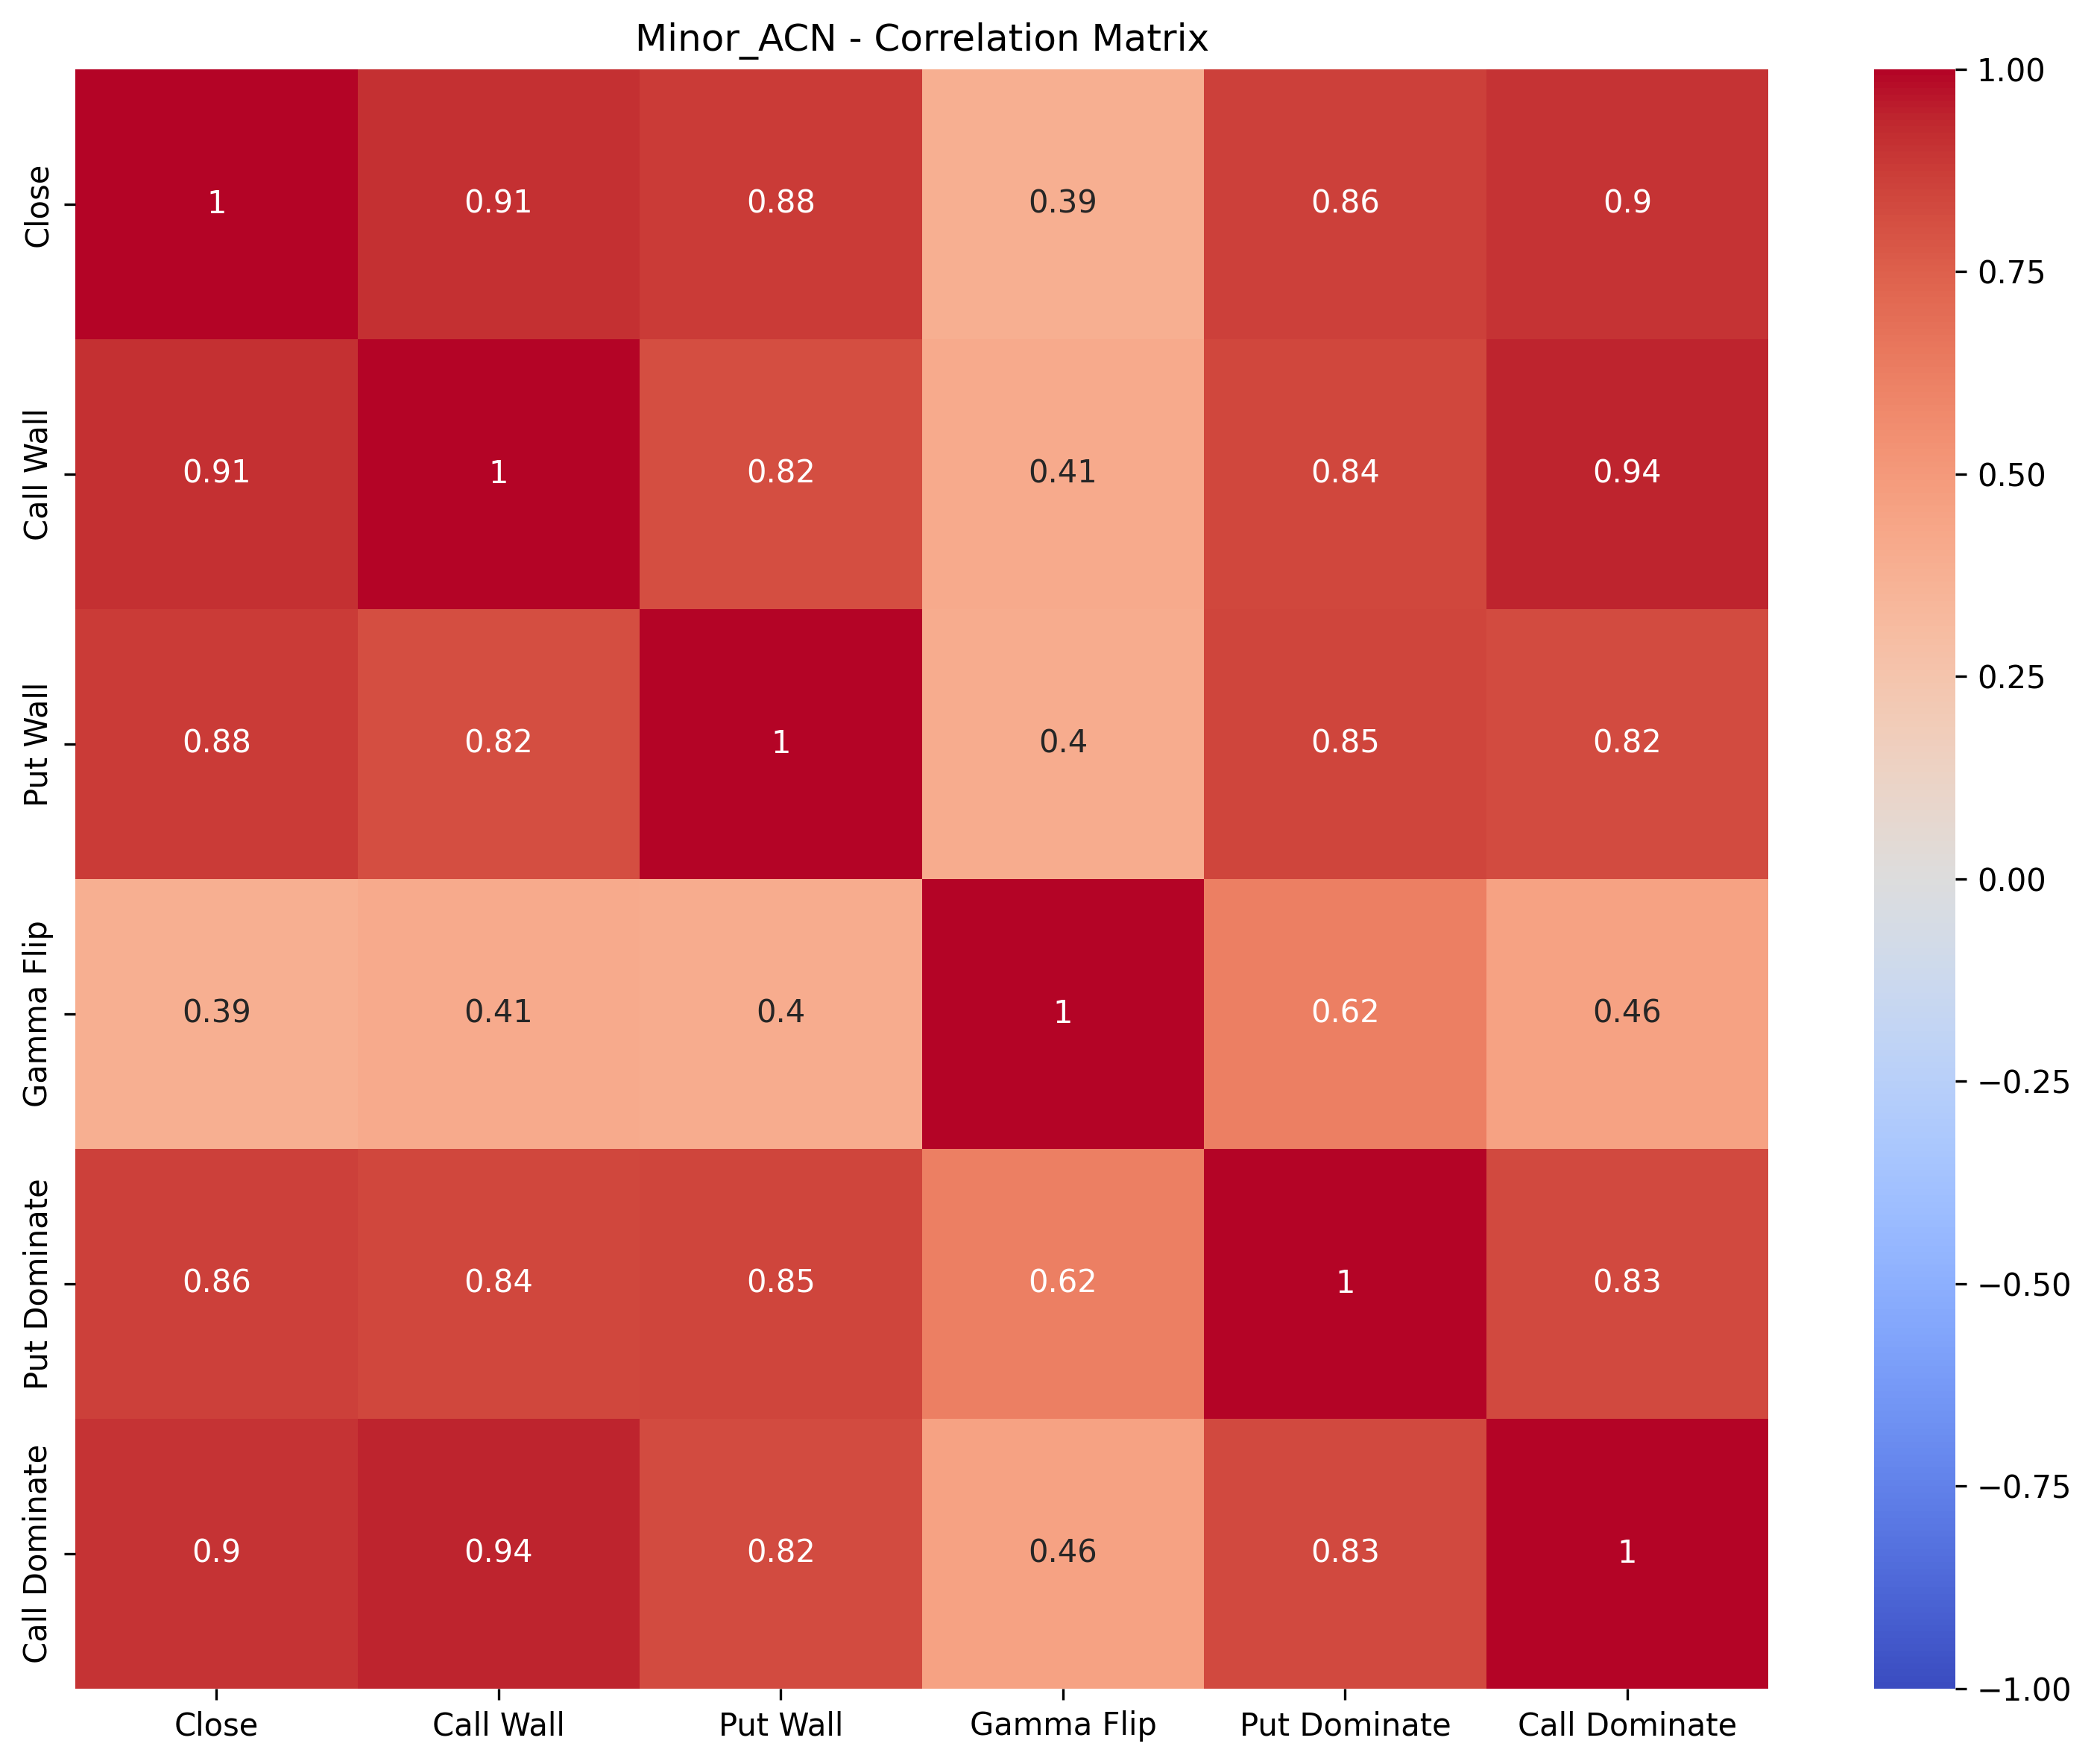 Minor_ACN - Correlation Matrix
Close 1 0.91 0.88 0.39 0.86 0.9
Call Wall 0.91 1 0.82 0.41 0.84 0.94
Put Wall 0.88 0.82 1 0.4 0.85 0.82
Gamma Flip 0.39 0.41 0.4 1 0.62 0.46
Put Dominate 0.86 0.84 0.85 0.62 1 0.83
Call Dominate 0.9 0.94 0.82 0.46 0.83 1
Close Call Wall Put Wall Gamma Flip Put Dominate Call Dominate
1.00
0.75
0.50
0.25
0.00
−0.25
−0.50
−0.75
−1.00